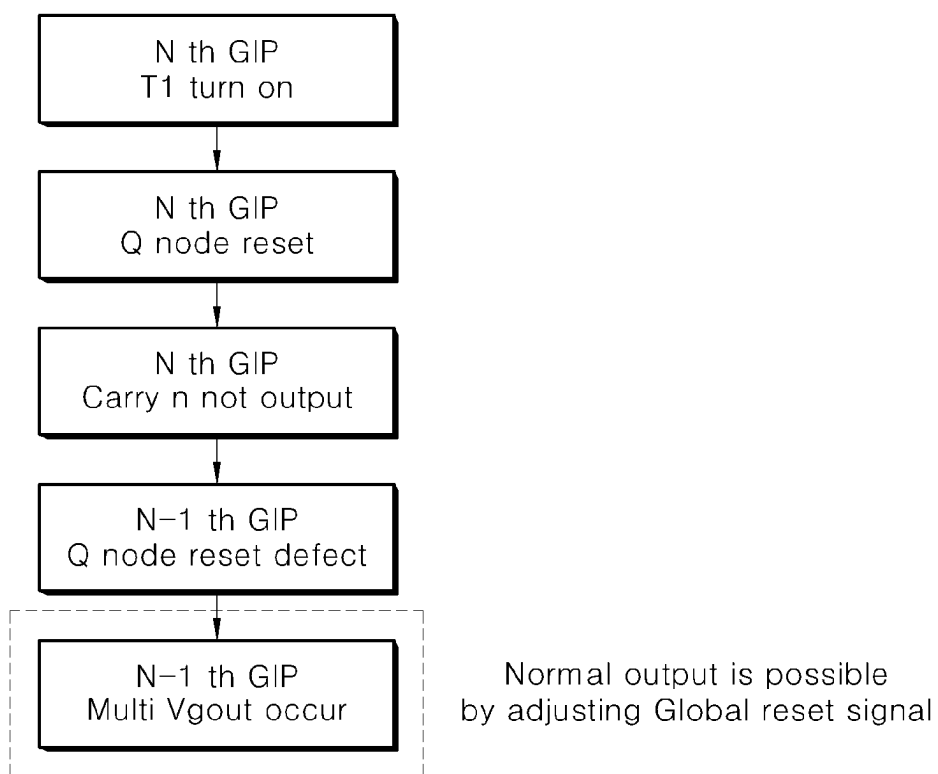 N th GIP
T1 turn on
N th GIP
Q node reset
N th GIP
Carry n not output
N-1 th GIP
Q node reset defect
N-1 th GIP
Multi Vgout occur
Normal output is possible
by adjusting Global reset signal